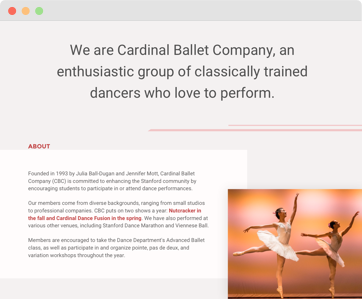 We are Cardinal Ballet Company, an
enthusiastic group of classically trained
dancers who love to perform.
ABOUT
Founded in 1993 by Julia Ball-Dugan and Jennifer Mott, Cardinal Ballet
Company (CBC) is committed to enhancing the Stanford community by
encouraging students to participate in or attend dance performances.
Our members come from diverse backgrounds, ranging from small studios
to professional companies. CBC puts on two shows a year: Nutcracker in
the fall and Cardinal Dance Fusion in the spring. We have also performed at
various other venues, including Stanford Dance Marathon and Viennese Ball.
Members are encouraged to take the Dance Department's Advanced Ballet
class, as well as participate in and organize pointe, pas de deux, and
variation workshops throughout the year.